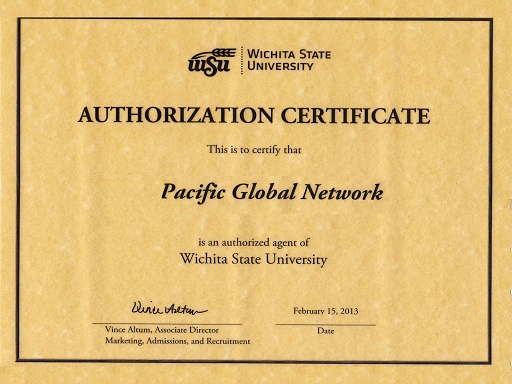 wsu
WICHITA STATE
UNIVERSITY
AUTHORIZATION CERTIFICATE
This is to certify that
Pacific Global Network
is an authorized agent of
Wichita State University
Vince Altum
February 15, 2013
Vince Altum, Associate Director
Date
Marketing, Admissions, and Recruitment